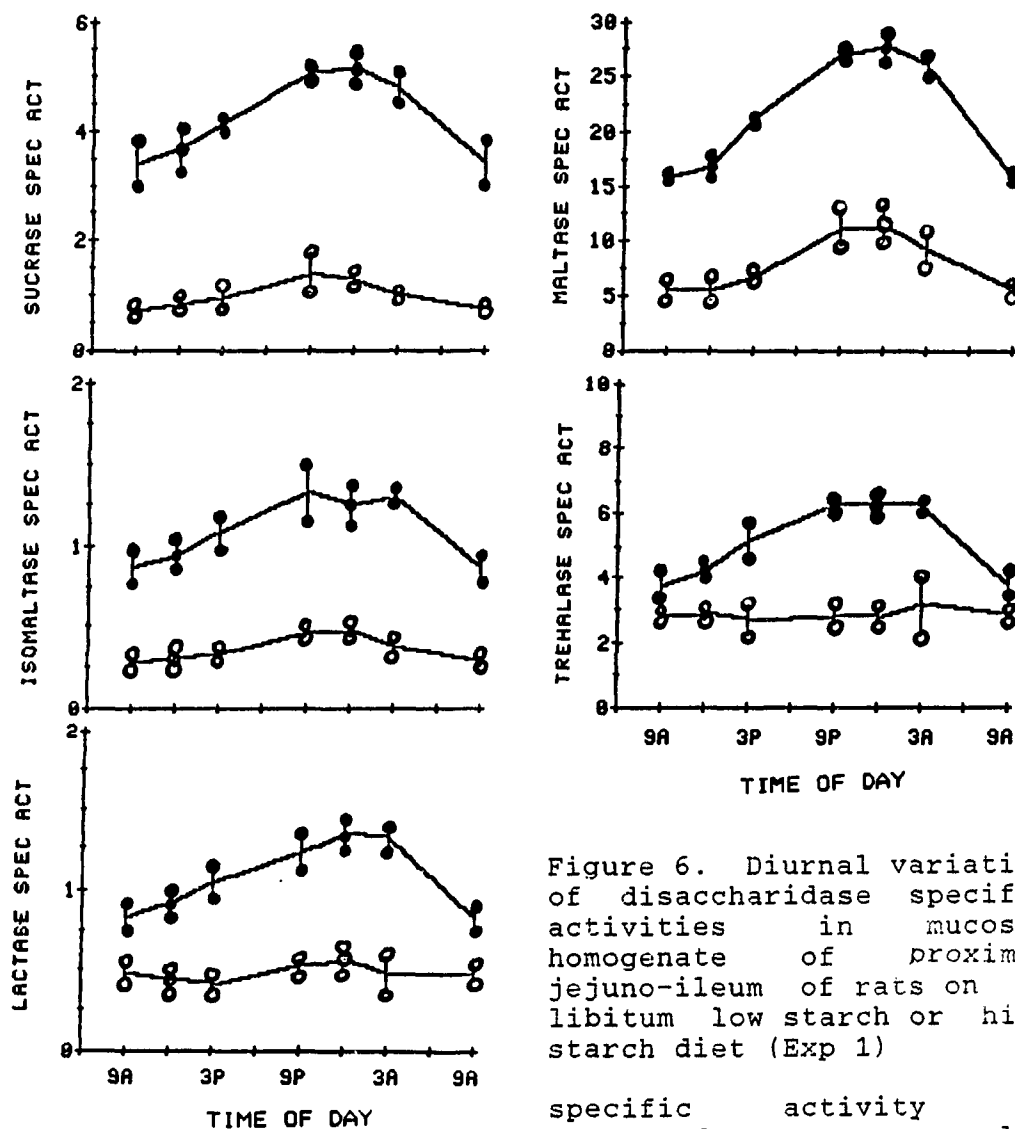 6
4
2
0
SUCRASE SPEC ACT
30
25
20
15
10
5
0
MALTASE SPEC ACT
2
1
0
ISOMALTASE SPEC ACT
10
8
6
4
2
0
TREHALASE SPEC ACT
9A 3P 9P 3A 9A
TIME OF DAY
2
1
0
LACTASE SPEC ACT
9A 3P 9P 3A 9A
TIME OF DAY
Figure 6. Diurnal variati
of disaccharidase specif
activities in mucos
homogenate of proxim
jejuno-ileum of rats on
libitum low starch or hi
starch diet (Exp 1)
specific activity